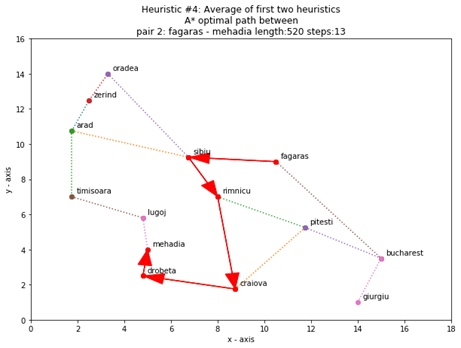 Heuristic #4: Average of first two heuristics
A* optimal path between
pair 2: fagaras - mehadia length:520 steps:13
16
14
12
10
8
6
4
2
0
y - axis
oradea
zerind
arad
sibiu
fagaras
timisoara
rimnicu
lugoj
pitesti
mehadia
bucharest
drobeta
craiova
giurgiu
0 2 4 6 8 10 12 14 16 18
x - axis